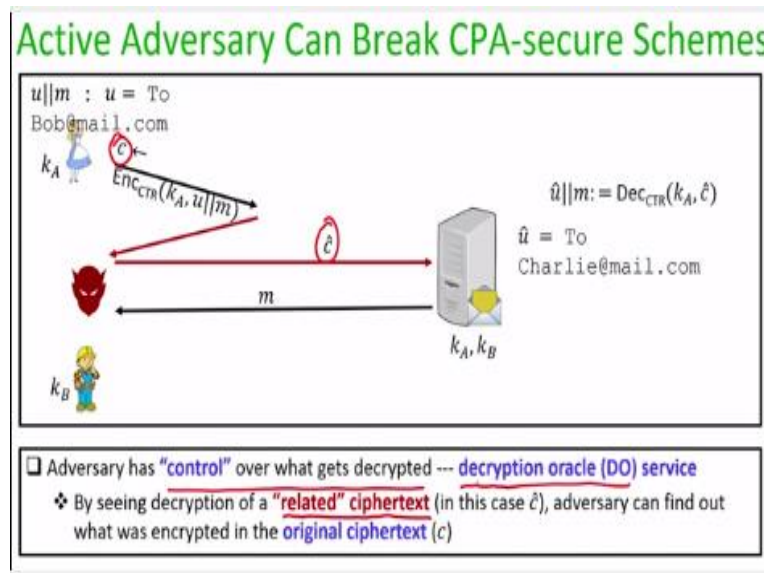 Active Adversary Can Break CPA-secure Schemes
u||m : u = To
Bob@mail.com
c ←
k_A
Enc_CTR(k_A, u||m)
û||m: = Dec_CTR(k_A, ĉ)
ĉ
û = To
Charlie@mail.com
m
k_A, k_B
k_B
❑ Adversary has “control” over what gets decrypted --- decryption oracle (DO) service
❖ By seeing decryption of a “related” ciphertext (in this case ĉ), adversary can find out
what was encrypted in the original ciphertext (c)